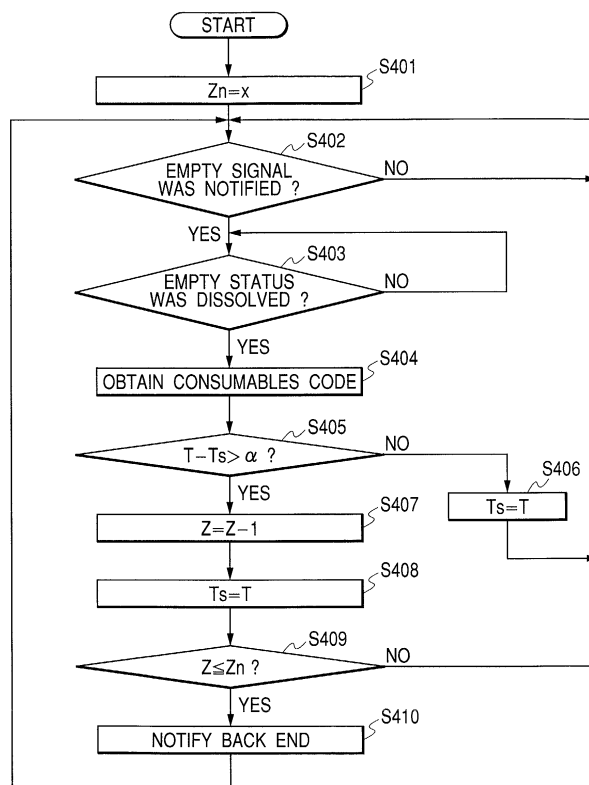 START
S401
Zn=x
S402
EMPTY SIGNAL
WAS NOTIFIED ?
NO
YES
S403
EMPTY STATUS
WAS DISSOLVED ?
NO
YES
S404
OBTAIN CONSUMABLES CODE
S405
T−Ts> α ?
NO
YES
S406
Ts=T
S407
Z=Z−1
S408
Ts=T
S409
Z≦Zn ?
NO
YES
S410
NOTIFY BACK END